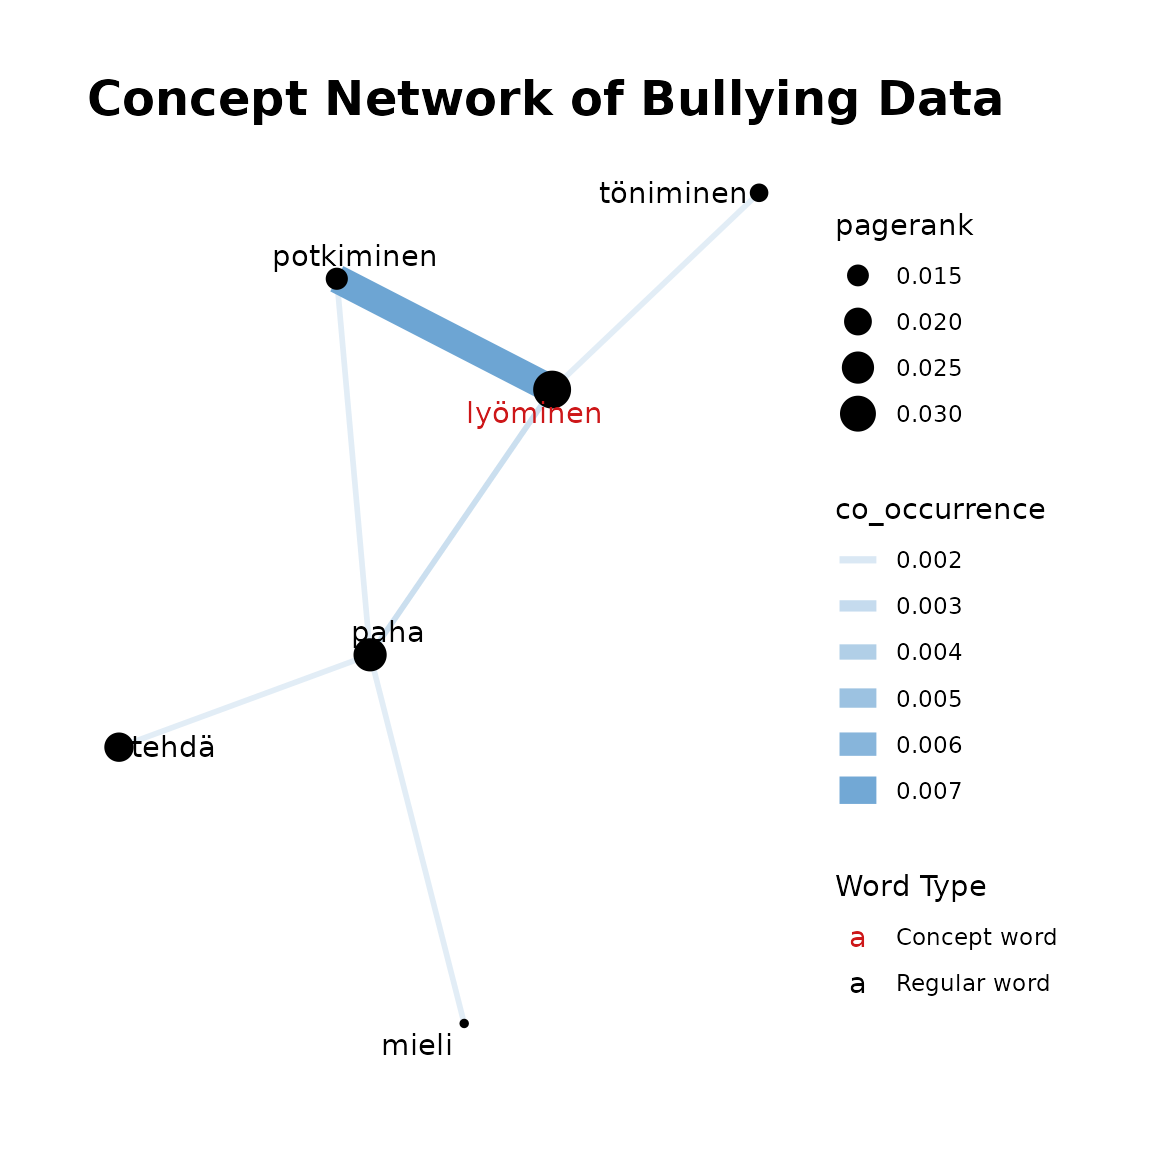 Concept Network of Bullying Data
töniminen
potkiminen
lyöminen
paha
tehdä
mieli
pagerank
0.015
0.020
0.025
0.030
co_occurrence
0.002
0.003
0.004
0.005
0.006
0.007
Word Type
a Concept word
a Regular word